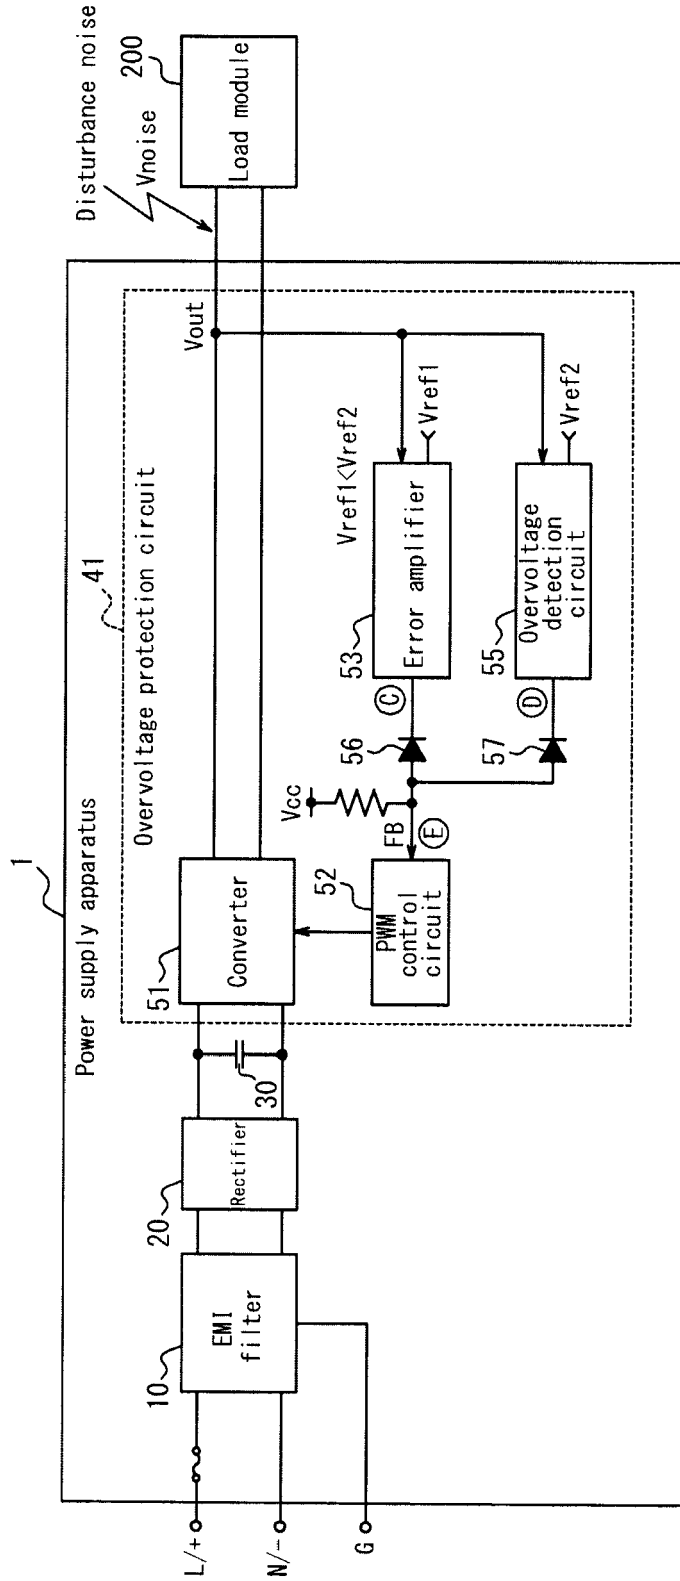 1
Power supply apparatus
41
Overvoltage protection circuit
L/+
N/-
G
10
EMI
filter
20
Rectifier
30
51
Converter
52
PWM
control
circuit
Vcc
FB
E
56
C
57
D
53
Error amplifier
Vref1<Vref2
Vref1
55
Overvoltage
detection
circuit
Vref2
Vout
Disturbance noise
Vnoise
200
Load module